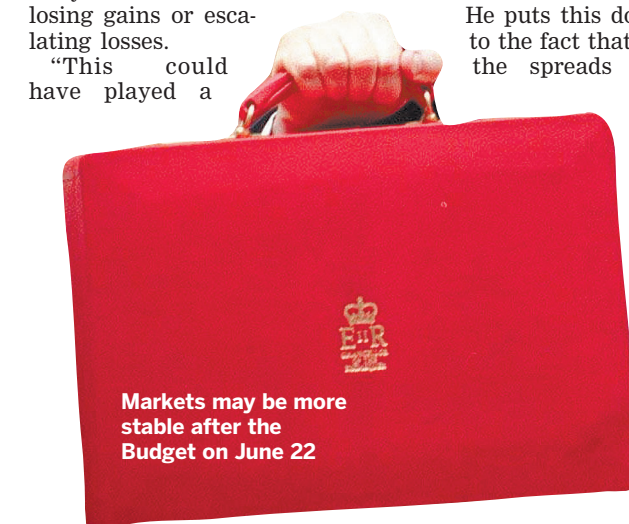 losing gains or esca-
lating losses.
"This could
have played a
He puts this do
to the fact that
the spreads
E II R
Markets may be more
stable after the
Budget on June 22